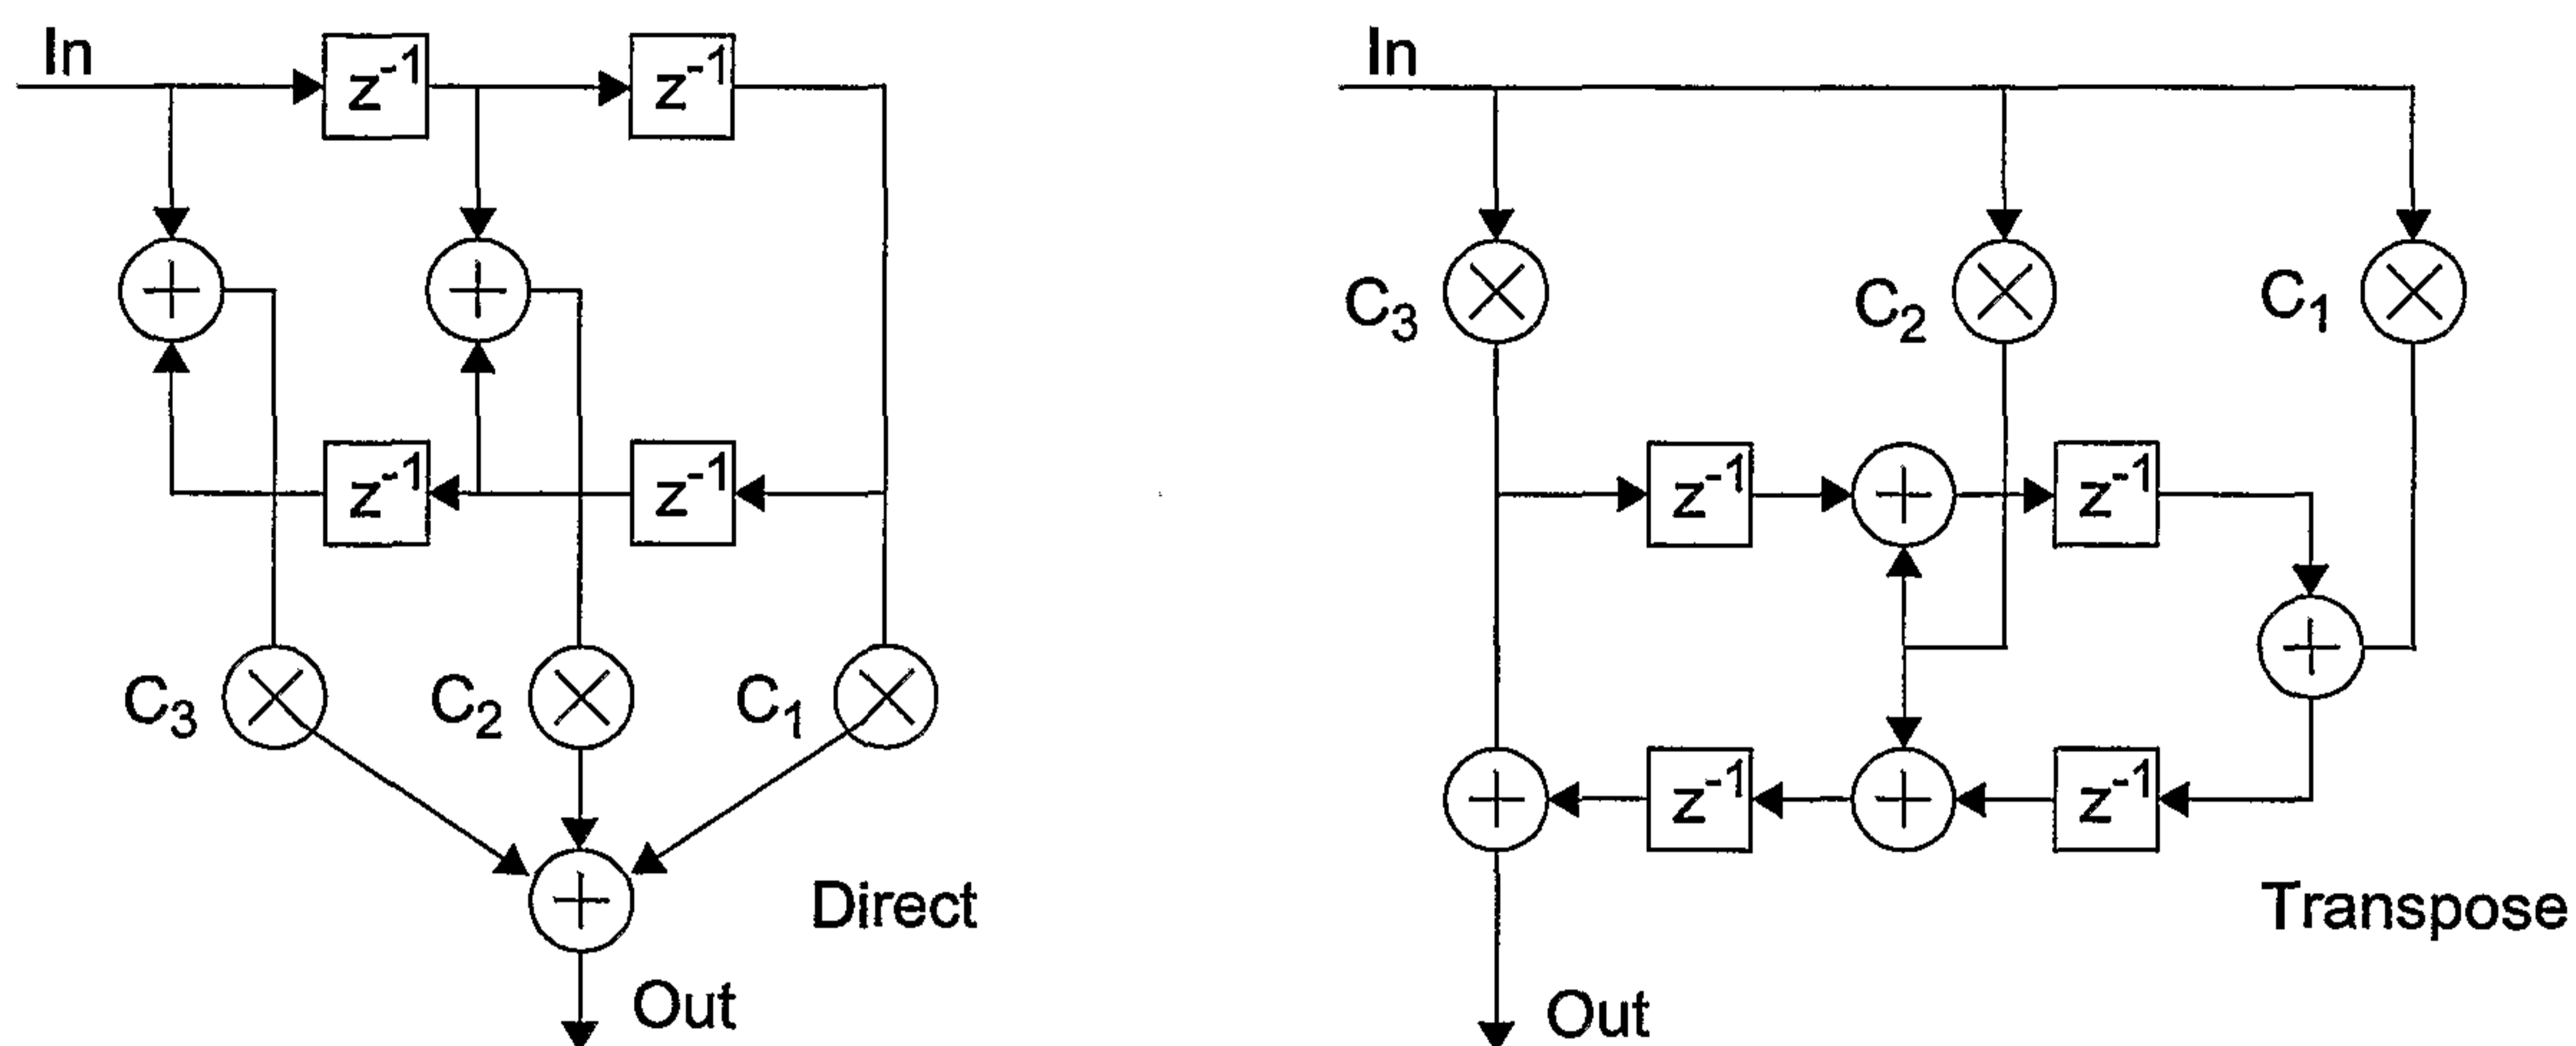 In
z⁻¹
z⁻¹
z⁻¹
z⁻¹
C₃
C₂
C₁
Direct
Out
In
C₃
C₂
C₁
z⁻¹
z⁻¹
z⁻¹
z⁻¹
Transpose
Out